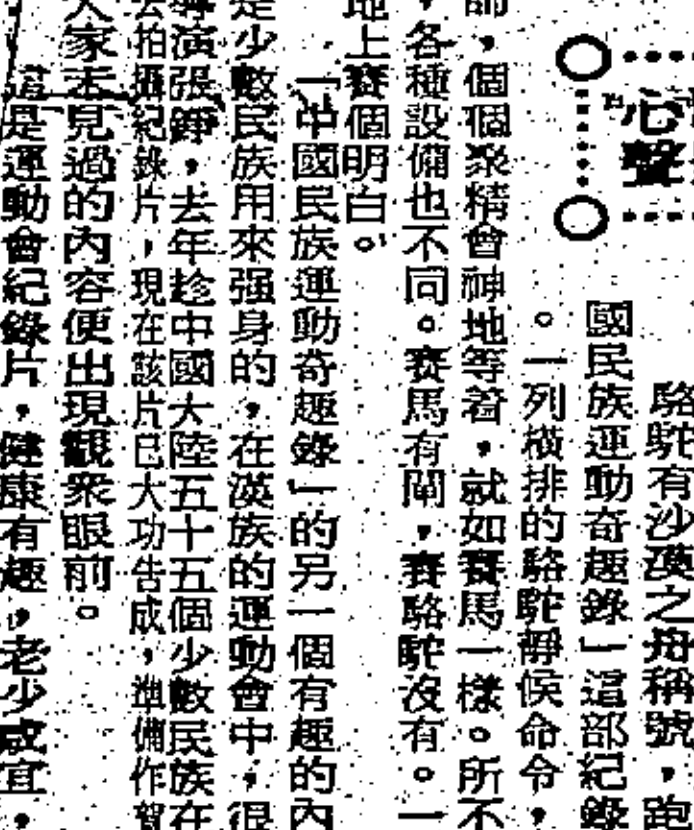 心聲
駱駝有沙漠之舟稱號，跑
國民族運動奇趣錄」這部紀錄
。一列橫排的駱駝靜候命令，
師，個個聚精會神地等着，就如賽馬一樣。所不
，各種設備也不同。賽馬有閘，賽駱駝沒有。一
地上賽個明白。
「中國民族運動奇趣錄」的另一個有趣的內
是少數民族用來强身的，在漢族的運動會中，很
導演張錚，去年趁中國大陸五十五個少數民族在
去拍攝紀錄片，現在該片已大功告成，準備作賀
大家未見過的內容便出現觀衆眼前。
這是運動會紀錄片，健康有趣，老少咸宜，